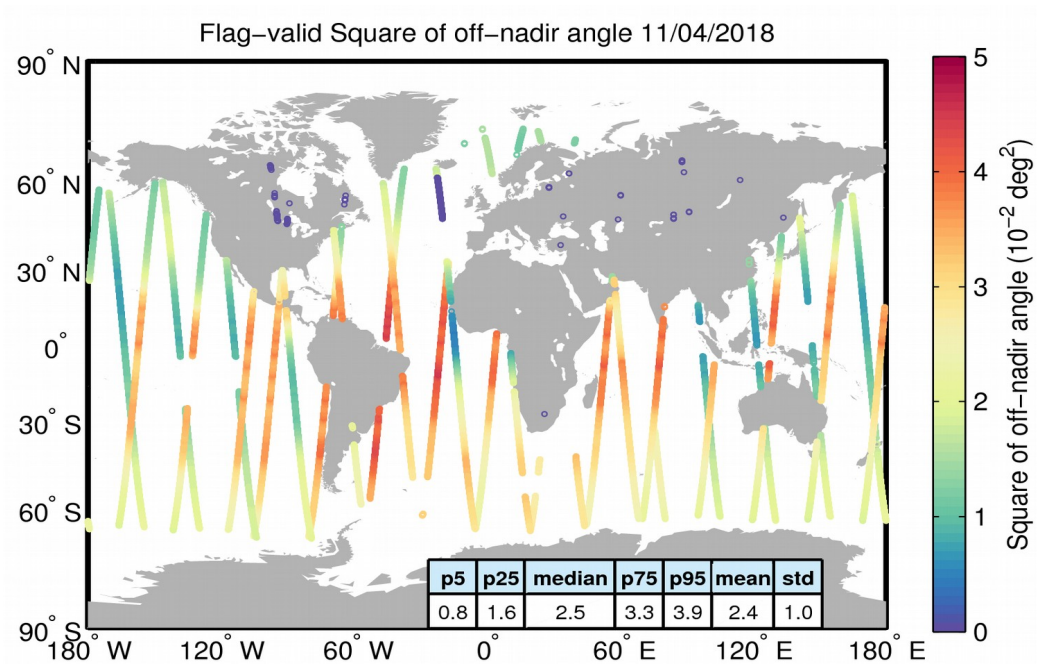 Flag−valid Square of off−nadir angle 11/04/2018
90° N
60° N
30° N
0°
30° S
60° S
90° S
180° W
120° W
60° W
0°
60° E
120° E
180° E
p5 p25 median p75 p95 mean std
0.8 1.6 2.5 3.3 3.9 2.4 1.0
5
4
3
2
1
0
Square of off−nadir angle (10⁻² deg²)